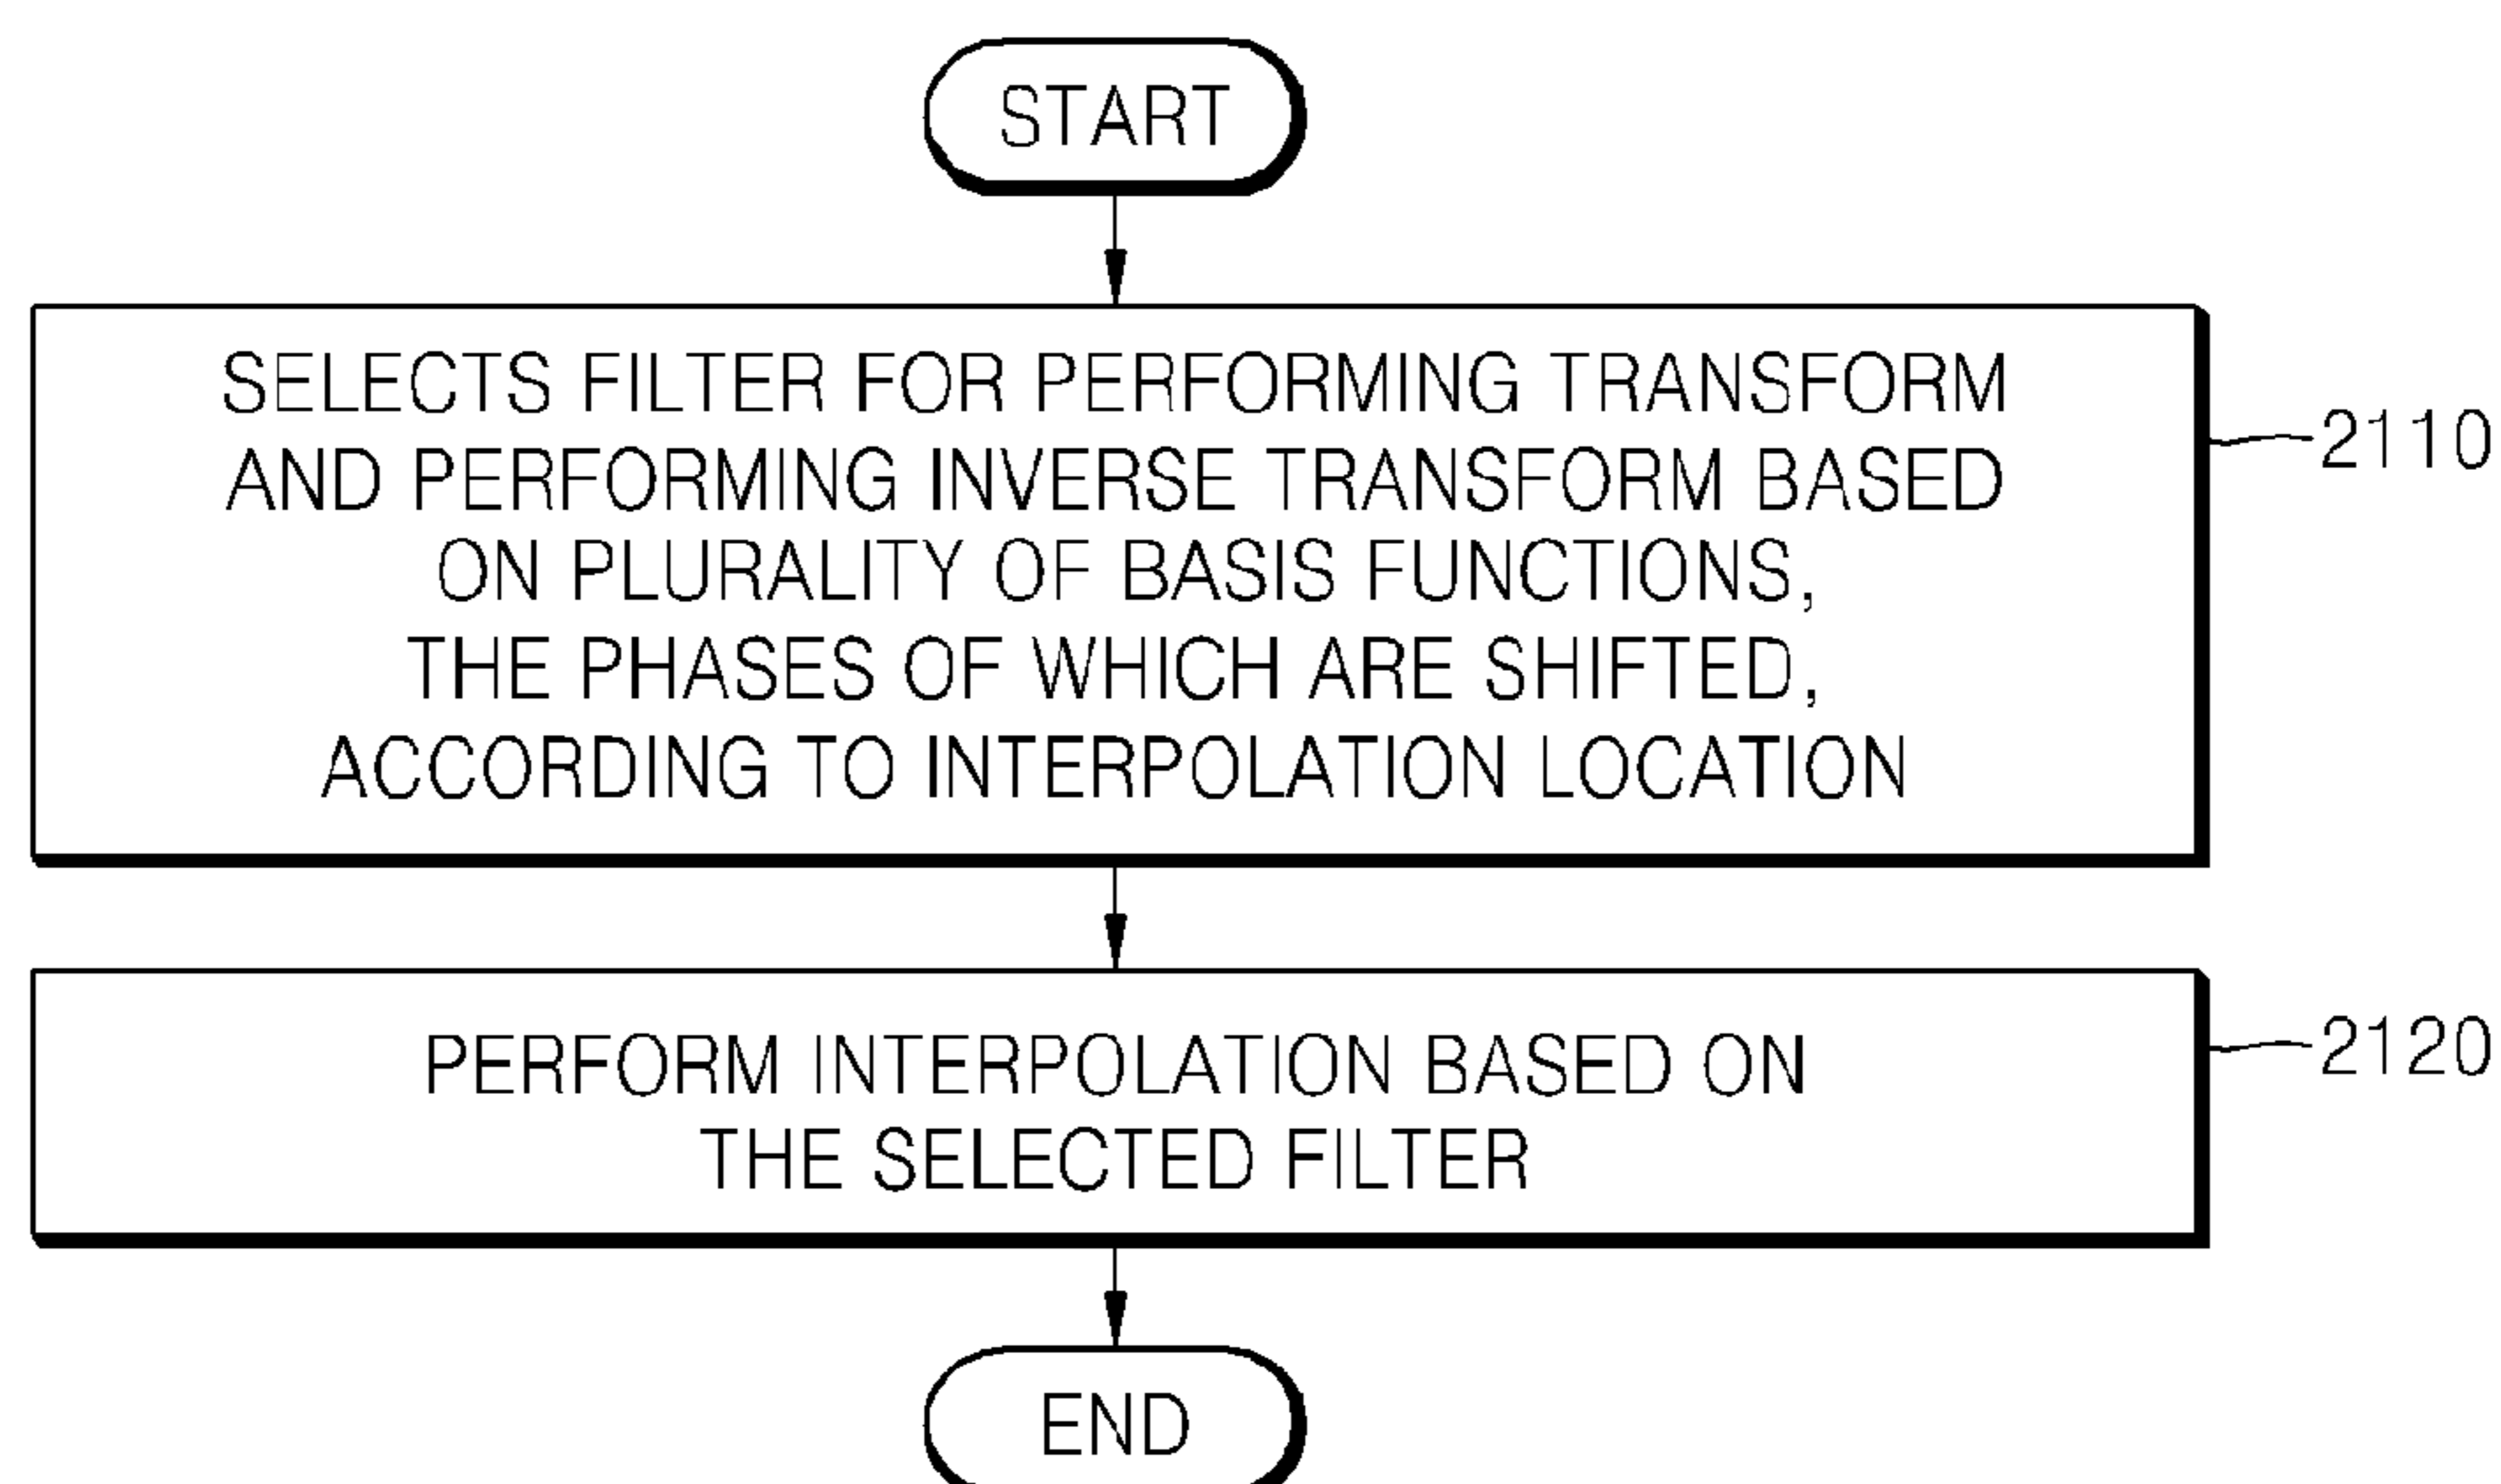 START
SELECTS FILTER FOR PERFORMING TRANSFORM
AND PERFORMING INVERSE TRANSFORM BASED
ON PLURALITY OF BASIS FUNCTIONS,
THE PHASES OF WHICH ARE SHIFTED,
ACCORDING TO INTERPOLATION LOCATION
2110
PERFORM INTERPOLATION BASED ON
THE SELECTED FILTER
2120
END